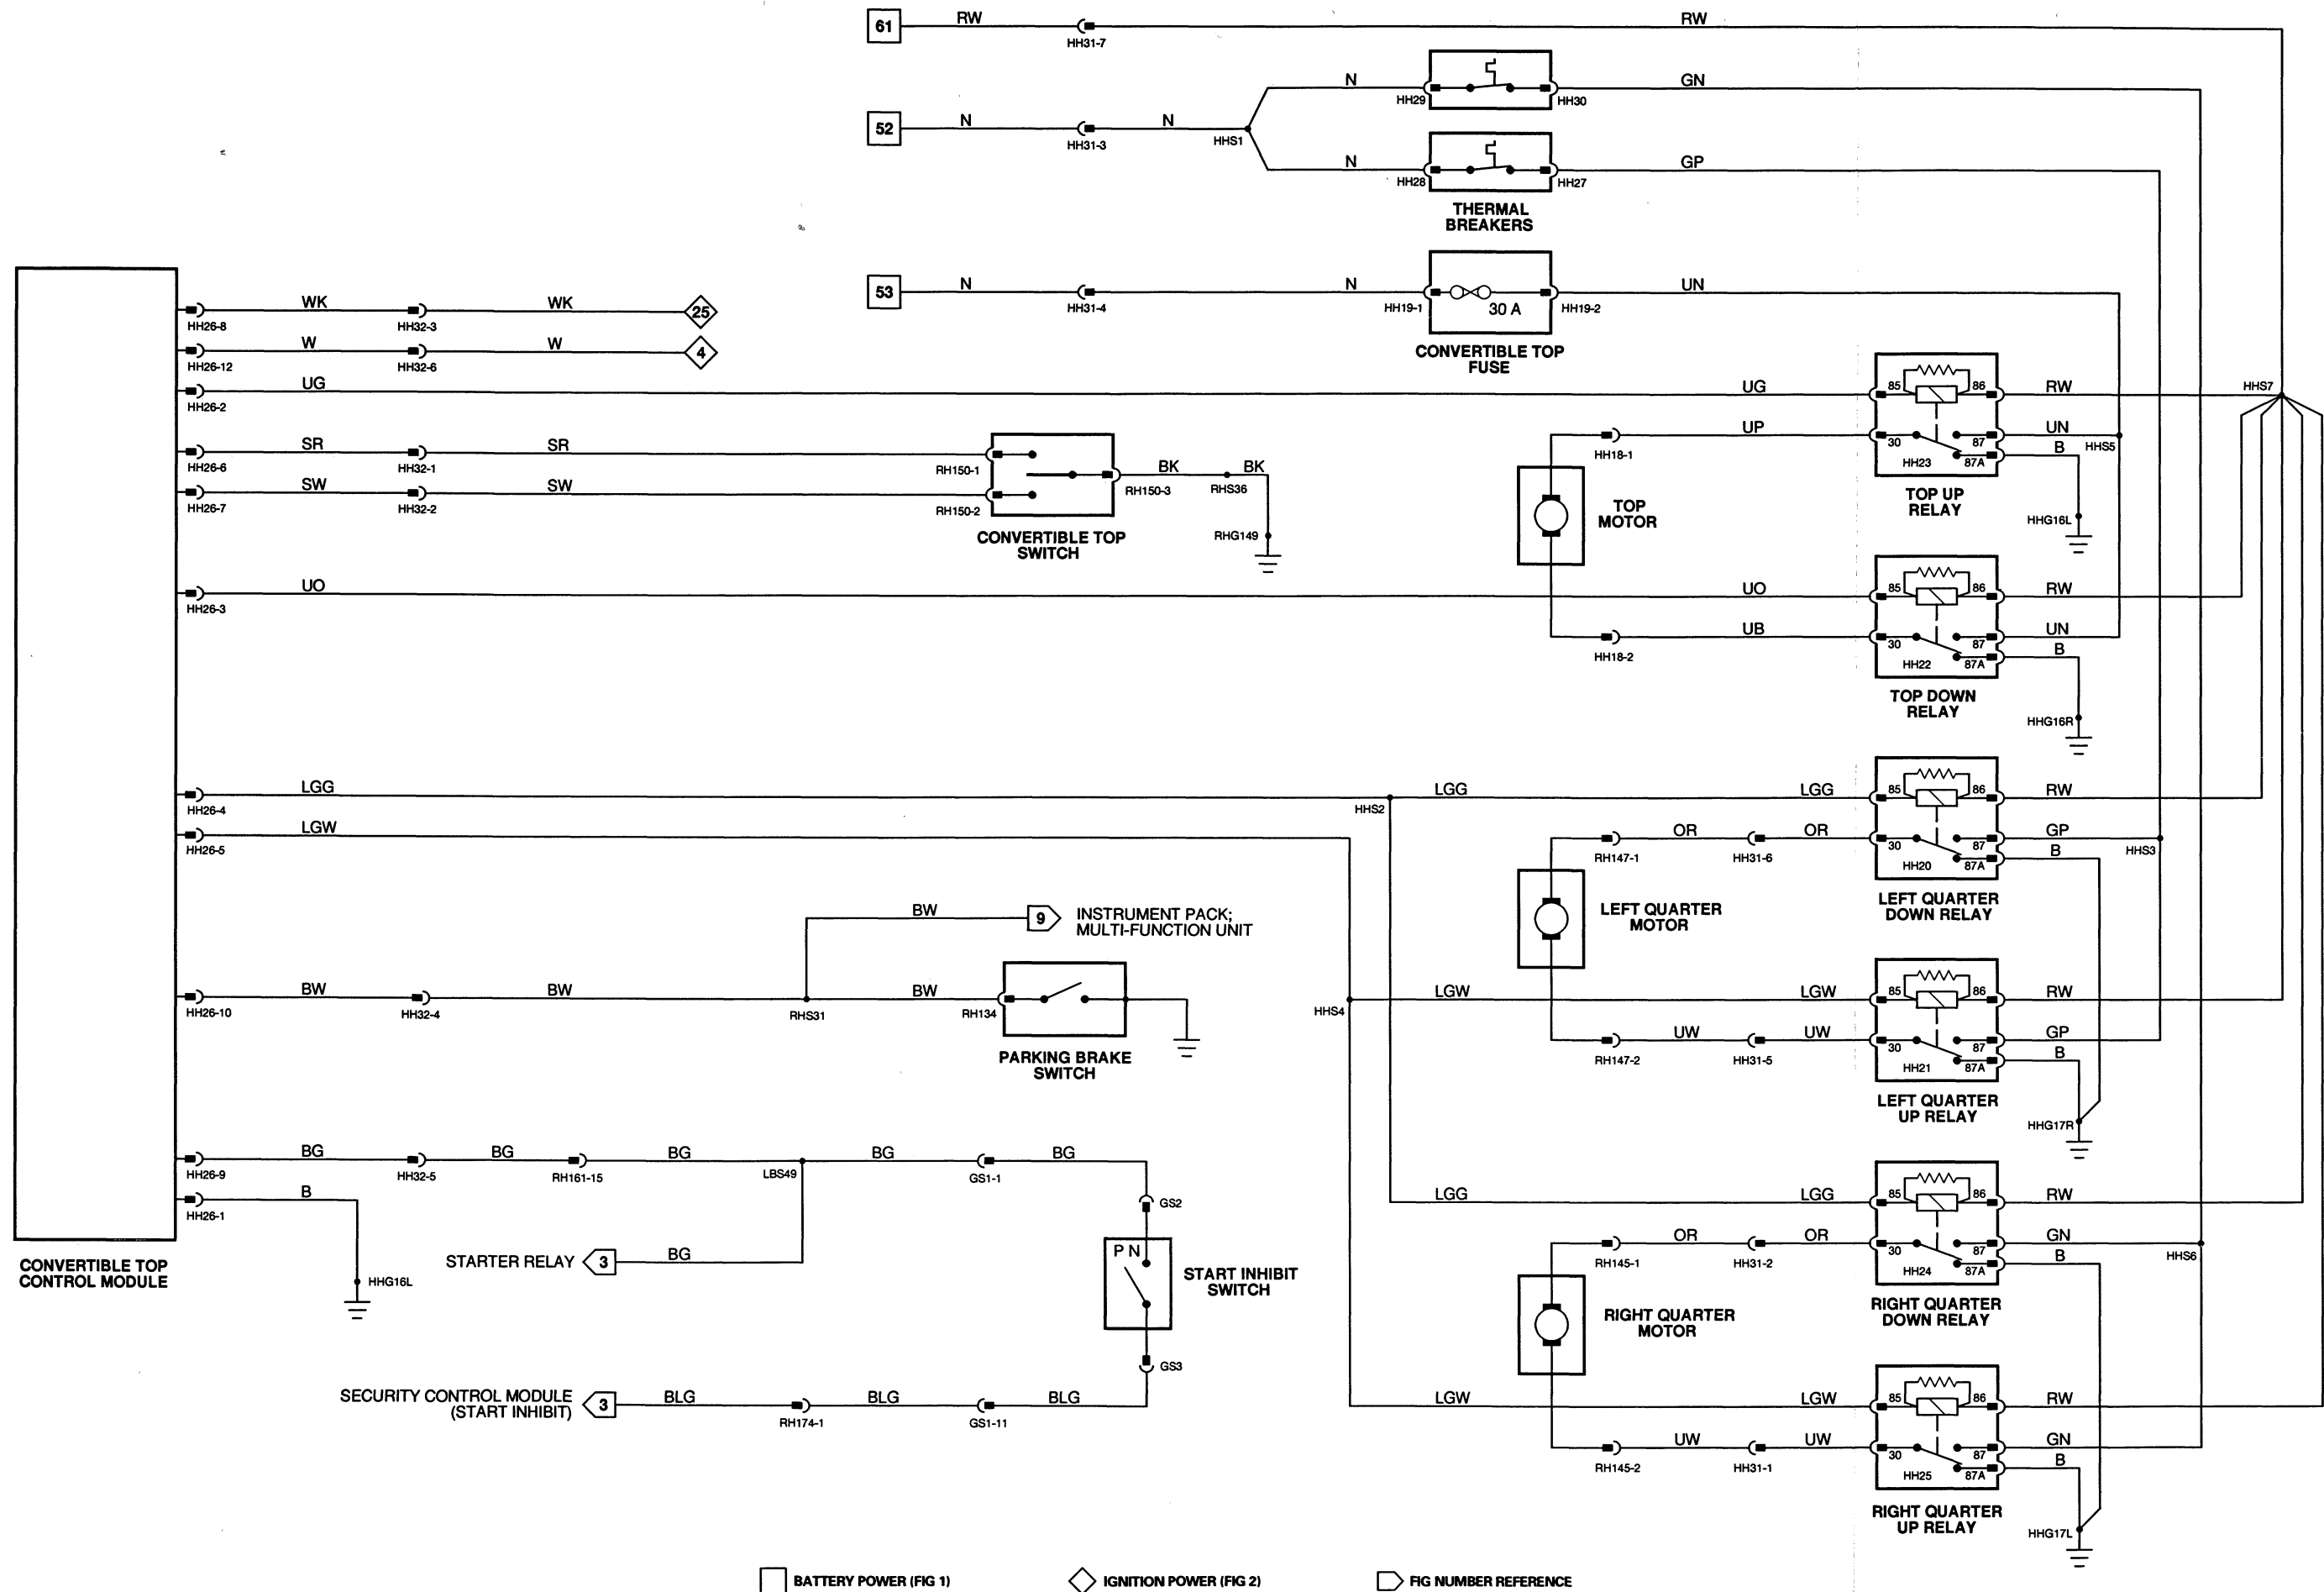 61 RW HH31-7 RW
52 N HH31-3 N HHS1
N HH29 HH30 GN
N HH28 HH27 GP
THERMAL
BREAKERS
53 N HH31-4 N HH19-1 30 A HH19-2 UN
CONVERTIBLE TOP
FUSE
HH26-8 WK HH32-3 WK 25
HH26-12 W HH32-6 W 4
HH26-2 UG UG 85 86 RW HHS7
HH18-1 UP 30 HH23 87 87A UN B HHS5
TOP UP
RELAY
HHG16L
HH26-6 SR HH32-1 SR RH150-1
HH26-7 SW HH32-2 SW RH150-2
RH150-3 BK RHS36 BK RHG149
CONVERTIBLE TOP
SWITCH
TOP
MOTOR
HH26-3 UO UO 85 86 RW
HH18-2 UB 30 HH22 87 87A UN B
TOP DOWN
RELAY
HHG16R
HH26-4 LGG HHS2 LGG LGG 85 86 RW
HH26-5 LGW
RH147-1 OR HH31-6 OR 30 HH20 87 87A GP B HHS3
LEFT QUARTER
DOWN RELAY
LEFT QUARTER
MOTOR
BW 9 INSTRUMENT PACK;
MULTI-FUNCTION UNIT
HH26-10 BW HH32-4 BW RHS31 BW RH134
PARKING BRAKE
SWITCH
HHS4 LGW LGW 85 86 RW
RH147-2 UW HH31-5 UW 30 HH21 87 87A GP B
LEFT QUARTER
UP RELAY
HHG17R
HH26-9 BG HH32-5 BG RH161-15 BG LBS49 BG GS1-1 BG GS2
HH26-1 B HHG16L
CONVERTIBLE TOP
CONTROL MODULE
STARTER RELAY 3 BG
P N
START INHIBIT
SWITCH
GS3
SECURITY CONTROL MODULE
(START INHIBIT)
3 BLG RH174-1 BLG GS1-11 BLG
LGG LGG 85 86 RW
RH145-1 OR HH31-2 OR 30 HH24 87 87A GN B HHS6
RIGHT QUARTER
DOWN RELAY
RIGHT QUARTER
MOTOR
LGW LGW 85 86 RW
RH145-2 UW HH31-1 UW 30 HH25 87 87A GN B
RIGHT QUARTER
UP RELAY
HHG17L
BATTERY POWER (FIG 1) IGNITION POWER (FIG 2) FIG NUMBER REFERENCE